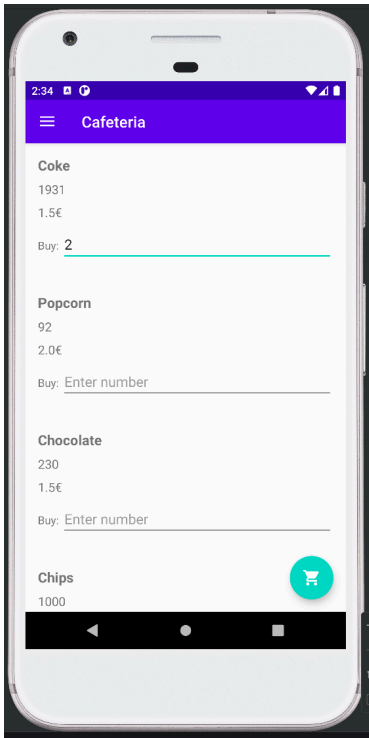 2:34
Cafeteria
Coke
1931
1.5€
Buy: 2
Popcorn
92
2.0€
Buy: Enter number
Chocolate
230
1.5€
Buy: Enter number
Chips
1000